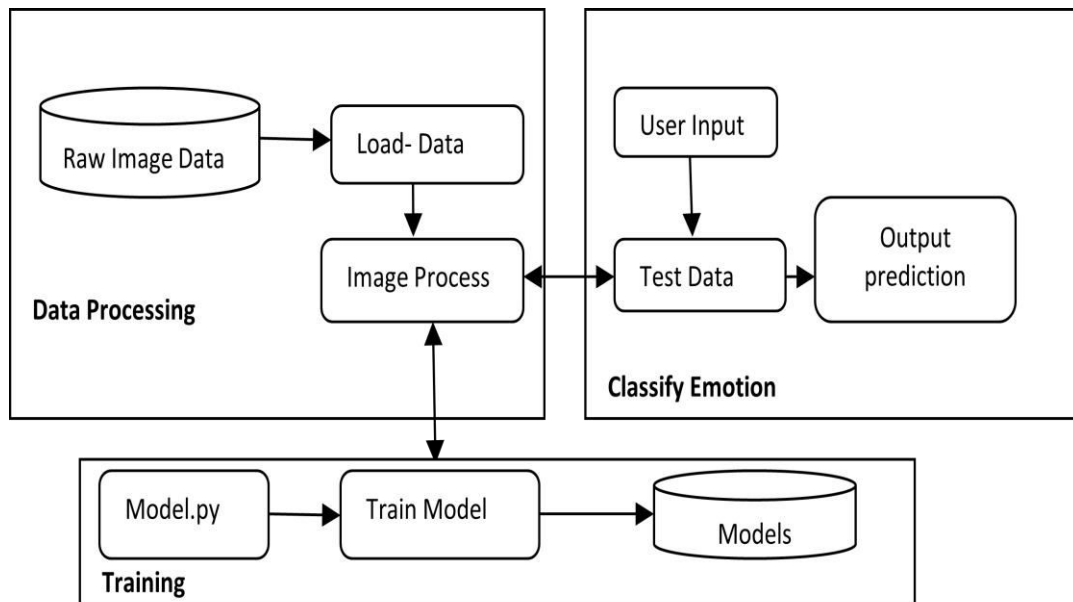 Raw Image Data
Load- Data
Image Process
Data Processing
User Input
Test Data
Output
prediction
Classify Emotion
Model.py
Train Model
Models
Training